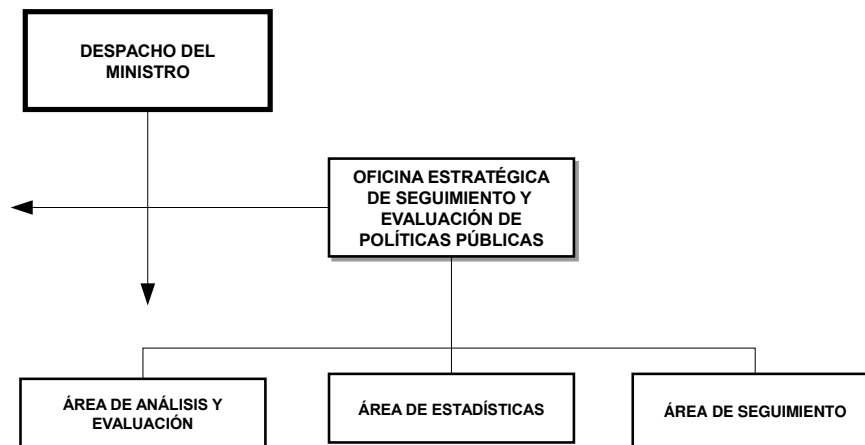 DESPACHO DEL
MINISTRO
OFICINA ESTRATÉGICA
DE SEGUIMIENTO Y
EVALUACIÓN DE
POLÍTICAS PÚBLICAS
ÁREA DE ANÁLISIS Y
EVALUACIÓN
ÁREA DE ESTADÍSTICAS
ÁREA DE SEGUIMIENTO